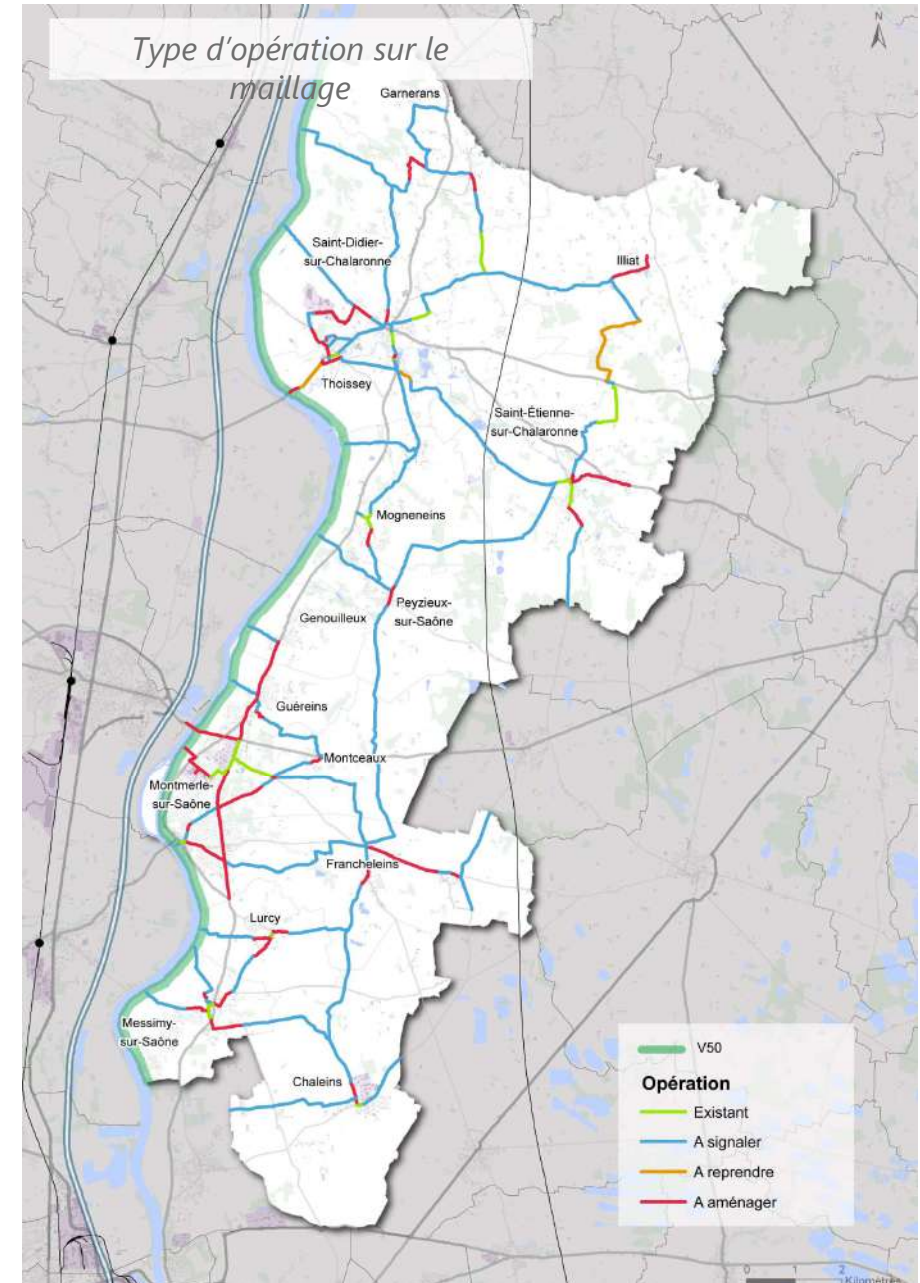 Type d'opération sur le
maillage
N
Garnerans
Saint-Didier-
sur-Chalaronne
Illiat
Thoissey
Saint-Étienne-
sur-Chalaronne
Mogneneins
Peyzieux-
sur-Saône
Genouilleux
Guéreins
Montceaux
Montmerle-
sur-Saône
Francheleins
Lurcy
Messimy-
sur-Saône
Chaleins
V50
Opération
Existant
A signaler
A reprendre
A aménager
0 1 2
Kilomètres